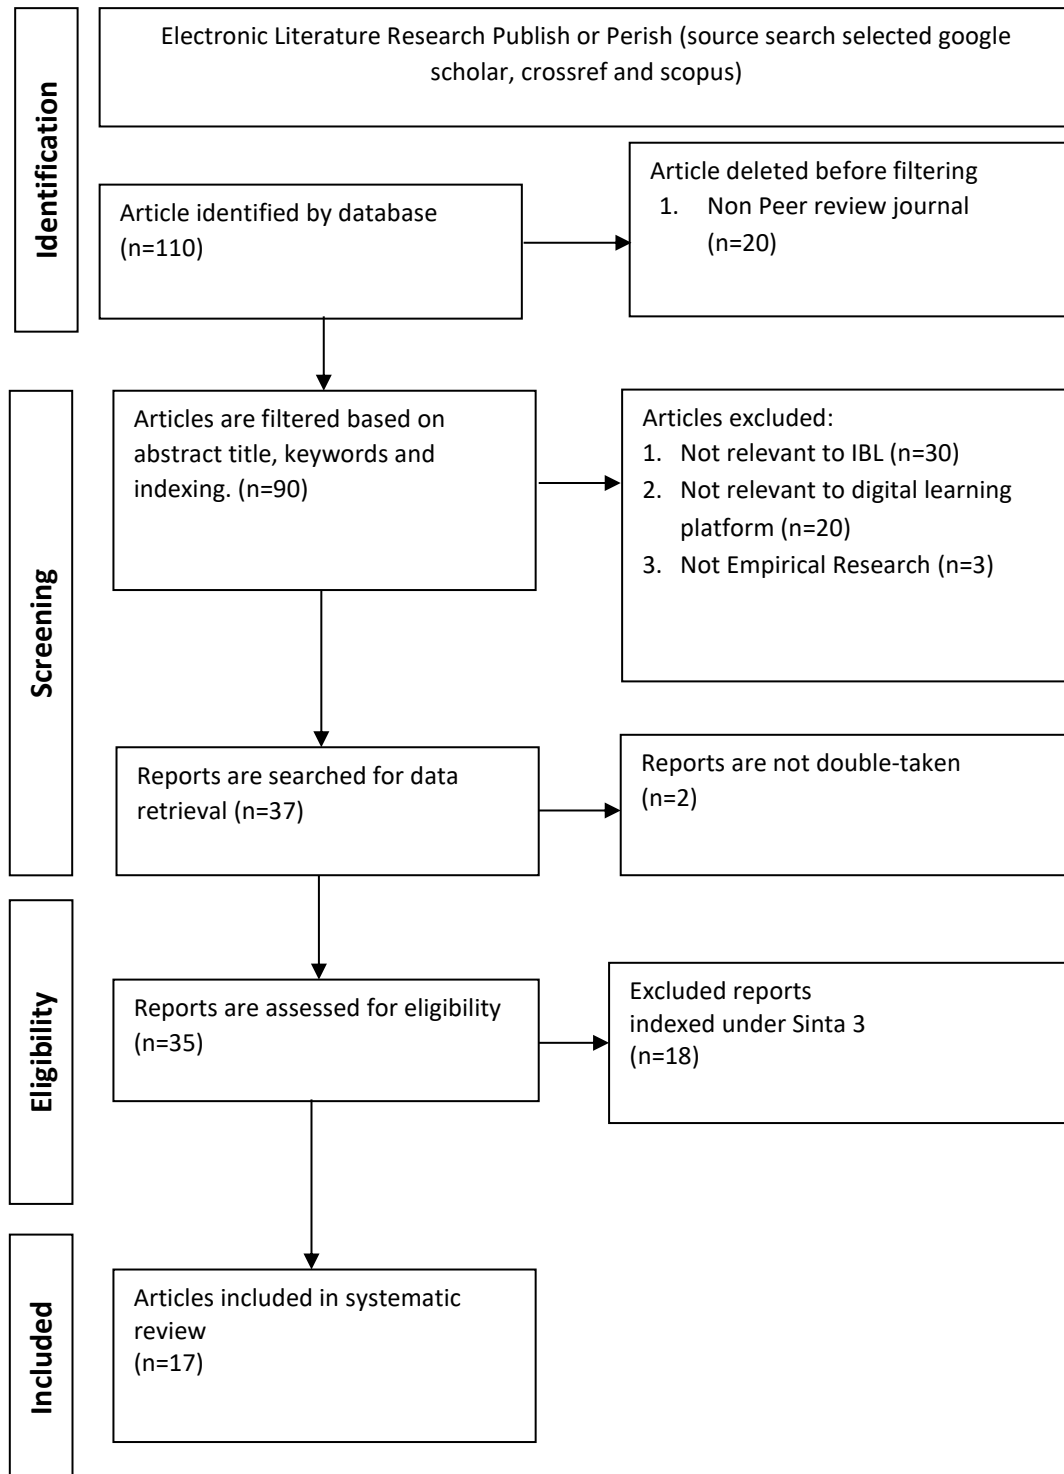 Identification
Electronic Literature Research Publish or Perish (source search selected google
scholar, crossref and scopus)
Article identified by database
(n=110)
Article deleted before filtering
1. Non Peer review journal
(n=20)
Screening
Articles are filtered based on
abstract title, keywords and
indexing. (n=90)
Articles excluded:
1. Not relevant to IBL (n=30)
2. Not relevant to digital learning
platform (n=20)
3. Not Empirical Research (n=3)
Reports are searched for data
retrieval (n=37)
Reports are not double-taken
(n=2)
Eligibility
Reports are assessed for eligibility
(n=35)
Excluded reports
indexed under Sinta 3
(n=18)
Included
Articles included in systematic
review
(n=17)